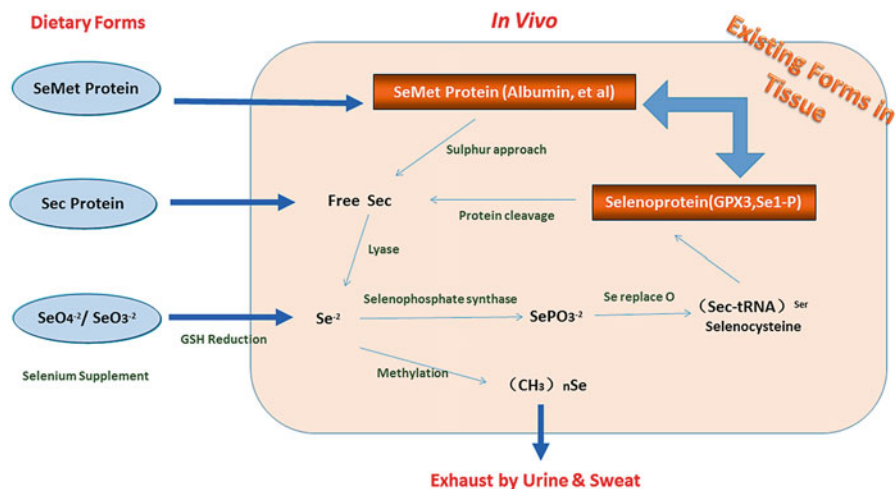 Dietary Forms
In Vivo
Existing Forms in
Tissue
SeMet Protein
SeMet Protein (Albumin, et al)
Sulphur approach
Sec Protein
Free Sec
Protein cleavage
Selenoprotein(GPX3,Se1-P)
Lyase
SeO4-2/ SeO3-2
GSH Reduction
Se-2
Selenophosphate synthase
SePO3-2
Se replace O
(Sec-tRNA) Ser
Selenocysteine
Selenium Supplement
Methylation
(CH3) nSe
Exhaust by Urine & Sweat